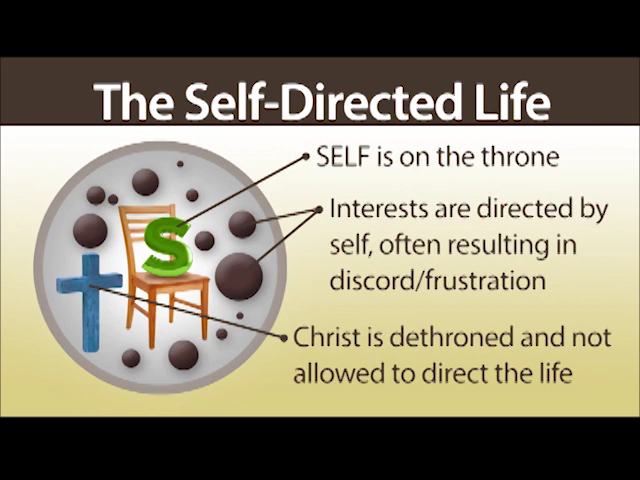 The Self-Directed Life
SELF is on the throne
Interests are directed by
self, often resulting in
discord/frustration
S
Christ is dethroned and not
allowed to direct the life